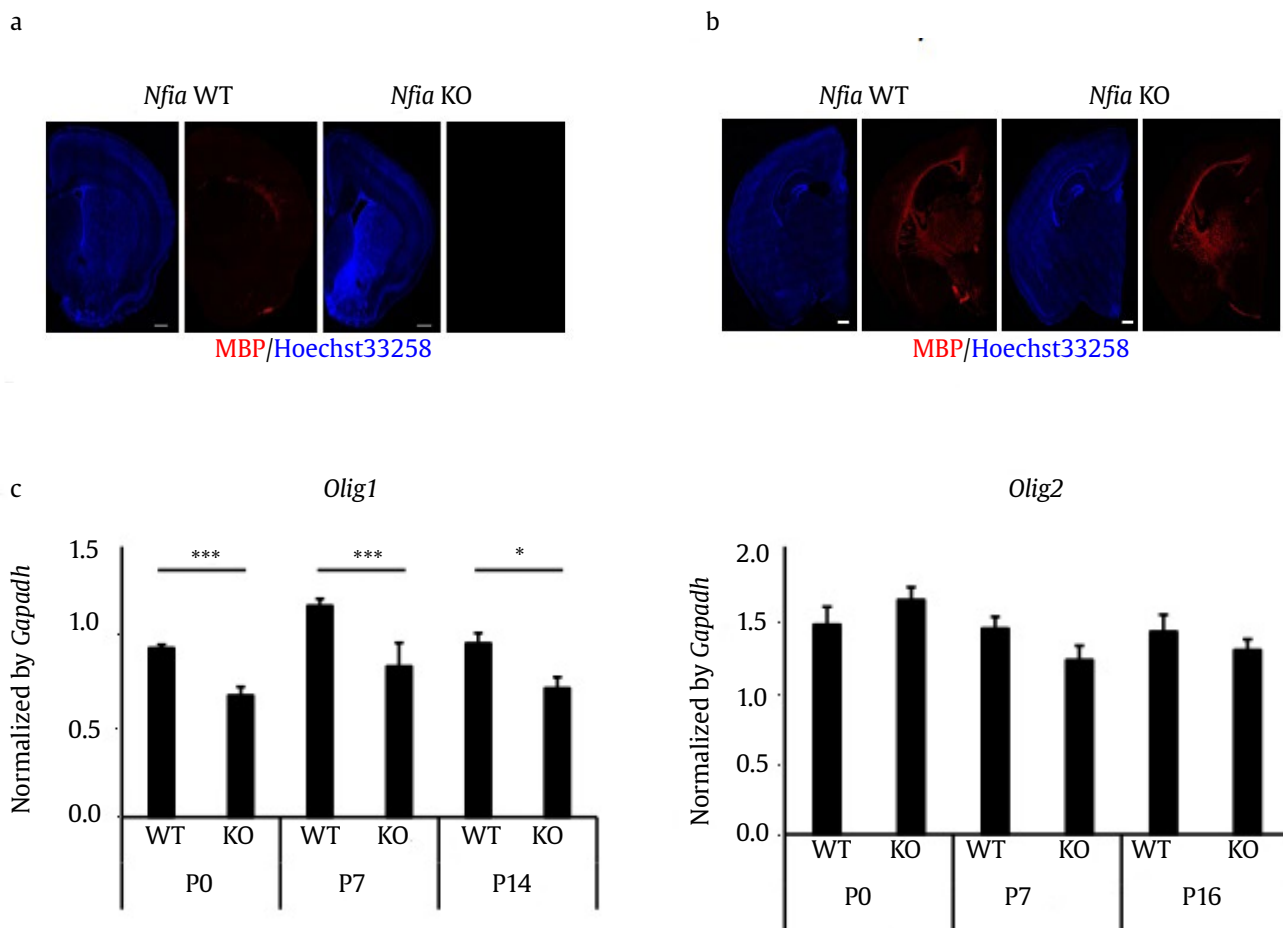 a
b
Nfia WT
Nfia KO
Nfia WT
Nfia KO
MBP/Hoechst33258
MBP/Hoechst33258
c
Olig1
Normalized by Gapadh
1.5
1.0
0.5
0.0
***
***
*
WT KO WT KO WT KO
P0 P7 P14
Olig2
Normalized by Gapadh
2.0
1.5
1.0
0.5
0.0
WT KO WT KO WT KO
P0 P7 P16